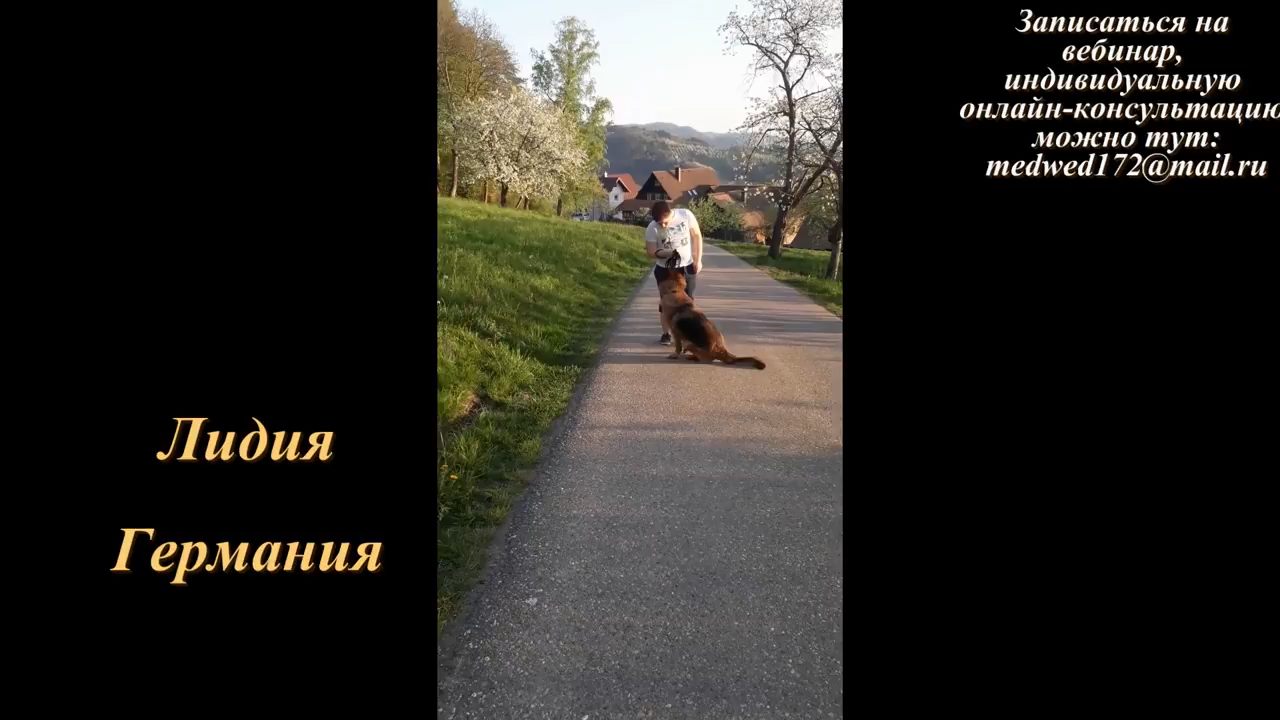 Записаться на
вебинар,
индивидуальную
онлайн-консультацию
можно тут:
medwed172@mail.ru
Лидия
Германия